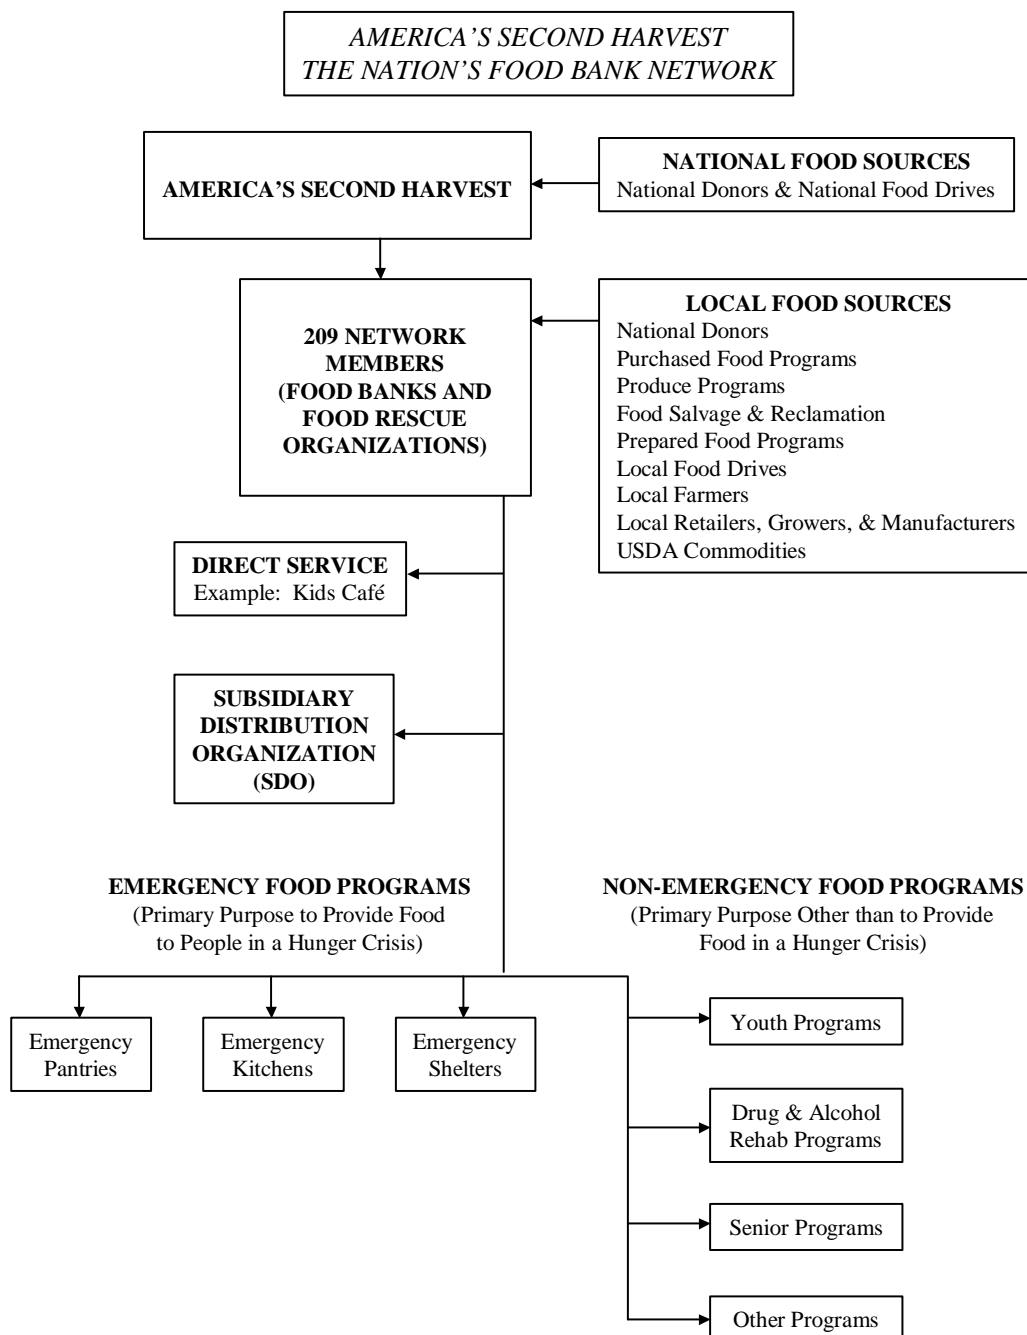 AMERICA’S SECOND HARVEST
THE NATION’S FOOD BANK NETWORK
AMERICA’S SECOND HARVEST
NATIONAL FOOD SOURCES
National Donors & National Food Drives
209 NETWORK
MEMBERS
(FOOD BANKS AND
FOOD RESCUE
ORGANIZATIONS)
LOCAL FOOD SOURCES
National Donors
Purchased Food Programs
Produce Programs
Food Salvage & Reclamation
Prepared Food Programs
Local Food Drives
Local Farmers
Local Retailers, Growers, & Manufacturers
USDA Commodities
DIRECT SERVICE
Example:  Kids Café
SUBSIDIARY
DISTRIBUTION
ORGANIZATION
(SDO)
EMERGENCY FOOD PROGRAMS
(Primary Purpose to Provide Food
to People in a Hunger Crisis)
NON-EMERGENCY FOOD PROGRAMS
(Primary Purpose Other than to Provide
Food in a Hunger Crisis)
Emergency
Pantries
Emergency
Kitchens
Emergency
Shelters
Youth Programs
Drug & Alcohol
Rehab Programs
Senior Programs
Other Programs